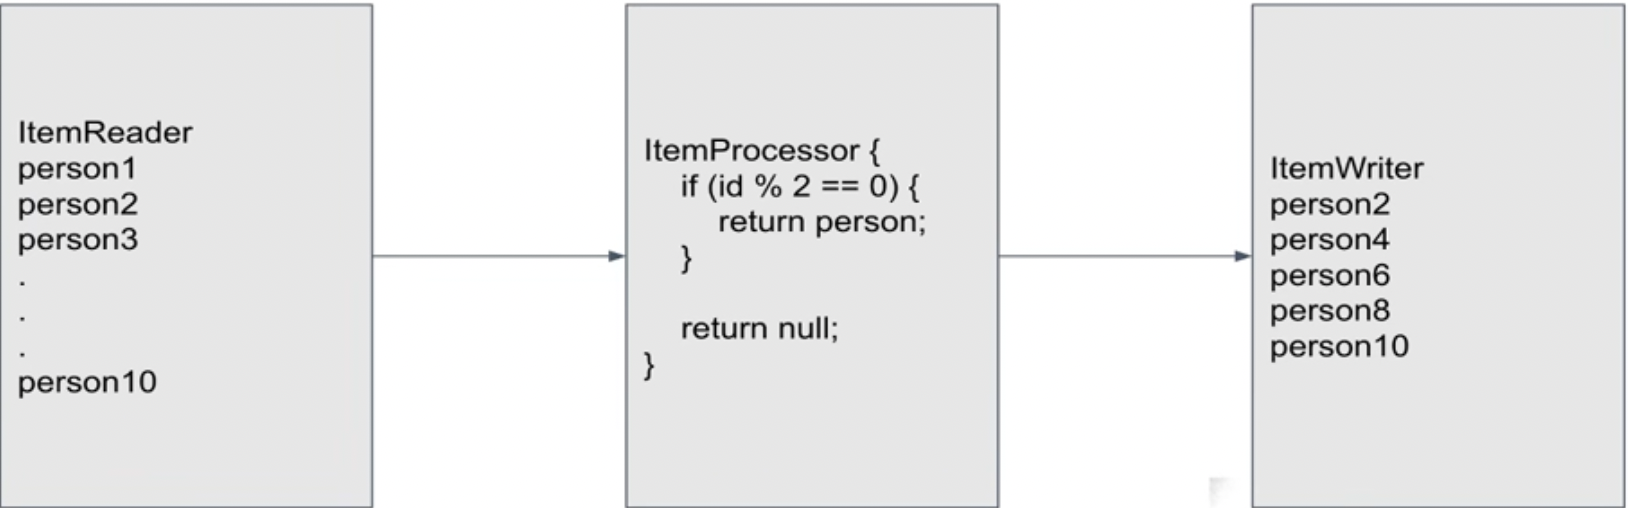 ItemReader
person1
person2
person3
.
.
.
person10
ItemProcessor {
if (id % 2 == 0) {
return person;
}
return null;
}
ItemWriter
person2
person4
person6
person8
person10